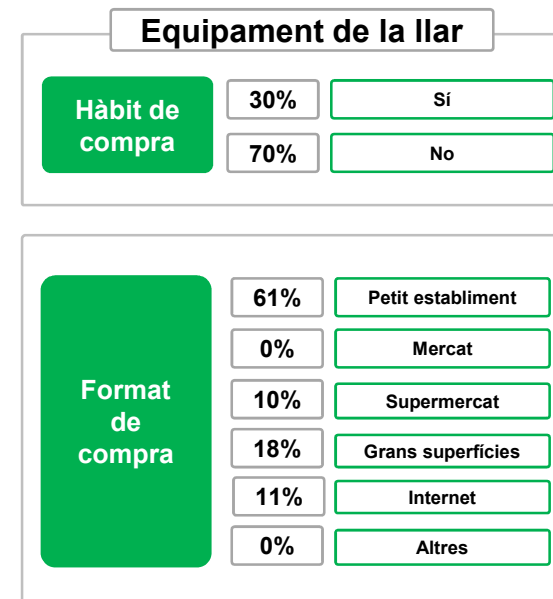 Equipament de la llar
Hàbit de
compra
30%
Sí
70%
No
Format
de
compra
61%
Petit establiment
0%
Mercat
10%
Supermercat
18%
Grans superfícies
11%
Internet
0%
Altres